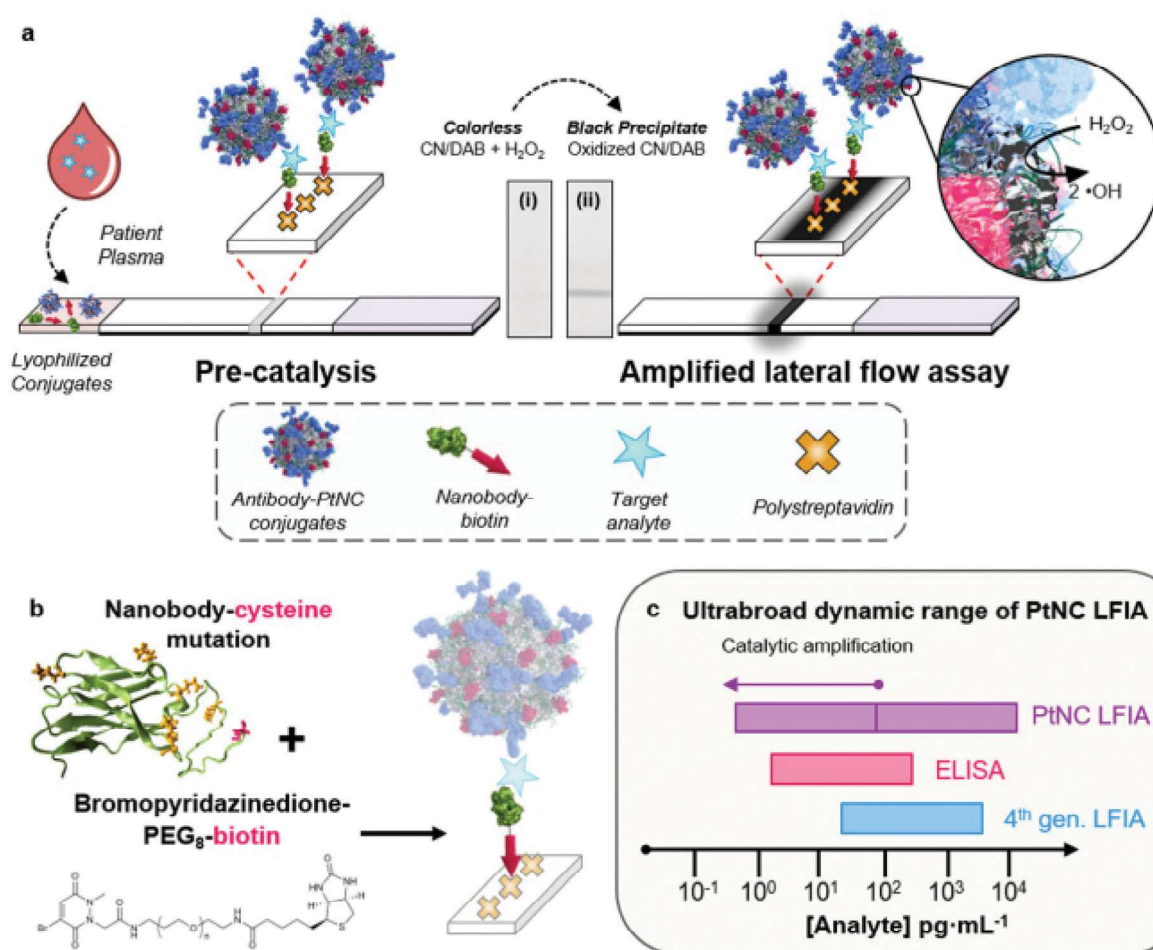 a
Colorless
CN/DAB + H₂O₂
Black Precipitate
Oxidized CN/DAB
H₂O₂
2 •OH
(i)
(ii)
Patient
Plasma
Lyophilized
Conjugates
Pre-catalysis
Amplified lateral flow assay
Antibody-PtNC
conjugates
Nanobody-
biotin
Target
analyte
Polystreptavidin
b
Nanobody-cysteine
mutation
+
Bromopyridazinedione-
PEG₈-biotin
O
N
N
Br
O
O
N
H
O
n
H
N
O
O
HN
NH
H
H
S
c
Ultrabroad dynamic range of PtNC LFIA
Catalytic amplification
PtNC LFIA
ELISA
4th gen. LFIA
10⁻¹ 10⁰ 10¹ 10² 10³ 10⁴
[Analyte] pg·mL⁻¹